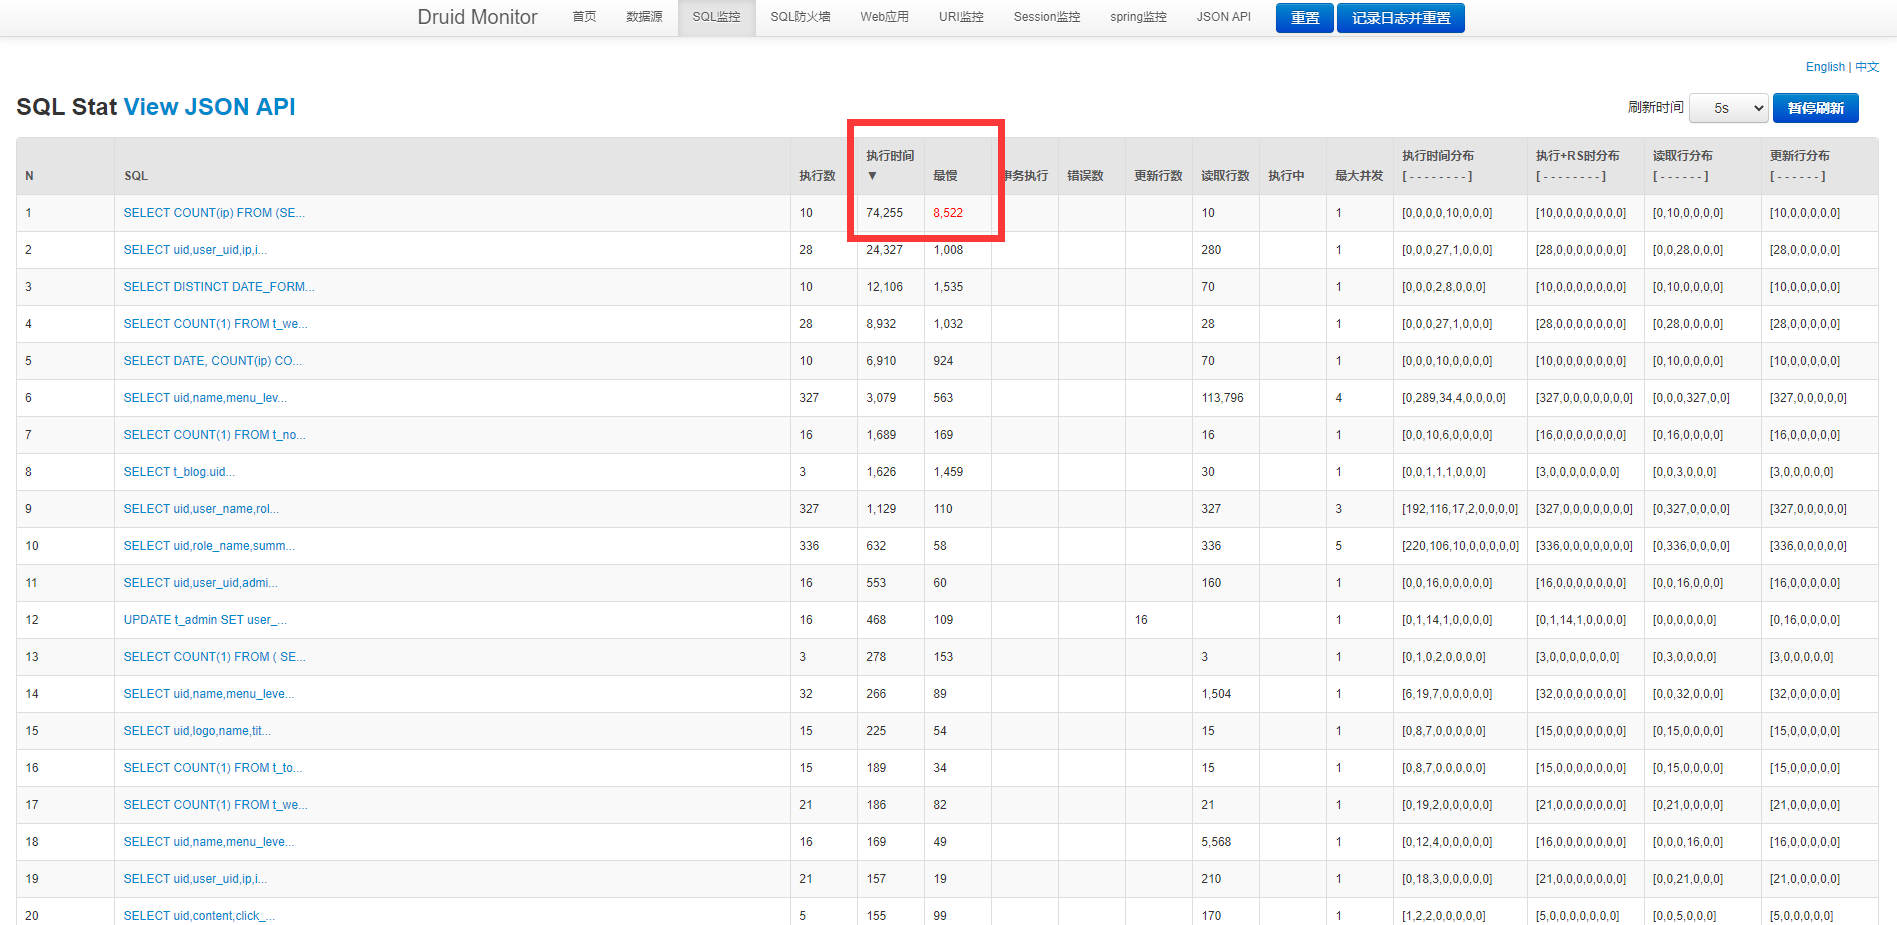 Druid Monitor 首页 数据源 SQL监控 SQL防火墙 Web应用 URI监控 Session监控 spring监控 JSON API 重置 记录日志并重置
English | 中文
SQL Stat View JSON API 刷新时间 5s 暂停刷新
N SQL 执行数 执行时间 ▼ 最慢 事务执行 错误数 更新行数 读取行数 执行中 最大并发 执行时间分布 [ - - - - - - - - ] 执行+RS时分布 [ - - - - - - - - ] 读取行分布 [ - - - - - - ] 更新行分布 [ - - - - - - ]
1 SELECT COUNT(ip) FROM (SE... 10 74,255 8,522 10 1 [0,0,0,0,10,0,0,0] [10,0,0,0,0,0,0,0] [0,10,0,0,0,0] [10,0,0,0,0,0]
2 SELECT uid,user_uid,ip,i... 28 24,327 1,008 280 1 [0,0,0,27,1,0,0,0] [28,0,0,0,0,0,0,0] [0,0,28,0,0,0] [28,0,0,0,0,0]
3 SELECT DISTINCT DATE_FORM... 10 12,106 1,535 70 1 [0,0,0,2,8,0,0,0] [10,0,0,0,0,0,0,0] [0,10,0,0,0,0] [10,0,0,0,0,0]
4 SELECT COUNT(1) FROM t_we... 28 8,932 1,032 28 1 [0,0,0,27,1,0,0,0] [28,0,0,0,0,0,0,0] [0,28,0,0,0,0] [28,0,0,0,0,0]
5 SELECT DATE, COUNT(ip) CO... 10 6,910 924 70 1 [0,0,0,10,0,0,0,0] [10,0,0,0,0,0,0,0] [0,10,0,0,0,0] [10,0,0,0,0,0]
6 SELECT uid,name,menu_lev... 327 3,079 563 113,796 4 [0,289,34,4,0,0,0,0] [327,0,0,0,0,0,0,0] [0,0,0,327,0,0] [327,0,0,0,0,0]
7 SELECT COUNT(1) FROM t_no... 16 1,689 169 16 1 [0,0,10,6,0,0,0,0] [16,0,0,0,0,0,0,0] [0,16,0,0,0,0] [16,0,0,0,0,0]
8 SELECT t_blog.uid... 3 1,626 1,459 30 1 [0,0,1,1,1,0,0,0] [3,0,0,0,0,0,0,0] [0,0,3,0,0,0] [3,0,0,0,0,0]
9 SELECT uid,user_name,rol... 327 1,129 110 327 3 [192,116,17,2,0,0,0,0] [327,0,0,0,0,0,0,0] [0,327,0,0,0,0] [327,0,0,0,0,0]
10 SELECT uid,role_name,summ... 336 632 58 336 5 [220,106,10,0,0,0,0,0] [336,0,0,0,0,0,0,0] [0,336,0,0,0,0] [336,0,0,0,0,0]
11 SELECT uid,user_uid,admi... 16 553 60 160 1 [0,0,16,0,0,0,0,0] [16,0,0,0,0,0,0,0] [0,0,16,0,0,0] [16,0,0,0,0,0]
12 UPDATE t_admin SET user_... 16 468 109 16 1 [0,1,14,1,0,0,0,0] [0,1,14,1,0,0,0,0] [0,0,0,0,0,0] [0,16,0,0,0,0]
13 SELECT COUNT(1) FROM ( SE... 3 278 153 3 1 [0,1,0,2,0,0,0,0] [3,0,0,0,0,0,0,0] [0,3,0,0,0,0] [3,0,0,0,0,0]
14 SELECT uid,name,menu_leve... 32 266 89 1,504 1 [6,19,7,0,0,0,0,0] [32,0,0,0,0,0,0,0] [0,0,32,0,0,0] [32,0,0,0,0,0]
15 SELECT uid,logo,name,tit... 15 225 54 15 1 [0,8,7,0,0,0,0,0] [15,0,0,0,0,0,0,0] [0,15,0,0,0,0] [15,0,0,0,0,0]
16 SELECT COUNT(1) FROM t_to... 15 189 34 15 1 [0,8,7,0,0,0,0,0] [15,0,0,0,0,0,0,0] [0,15,0,0,0,0] [15,0,0,0,0,0]
17 SELECT COUNT(1) FROM t_we... 21 186 82 21 1 [0,19,2,0,0,0,0,0] [21,0,0,0,0,0,0,0] [0,21,0,0,0,0] [21,0,0,0,0,0]
18 SELECT uid,name,menu_leve... 16 169 49 5,568 1 [0,12,4,0,0,0,0,0] [16,0,0,0,0,0,0,0] [0,0,0,16,0,0] [16,0,0,0,0,0]
19 SELECT uid,user_uid,ip,i... 21 157 19 210 1 [0,18,3,0,0,0,0,0] [21,0,0,0,0,0,0,0] [0,0,21,0,0,0] [21,0,0,0,0,0]
20 SELECT uid,content,click_... 5 155 99 170 1 [1,2,2,0,0,0,0,0] [5,0,0,0,0,0,0,0] [0,0,5,0,0,0] [5,0,0,0,0,0]